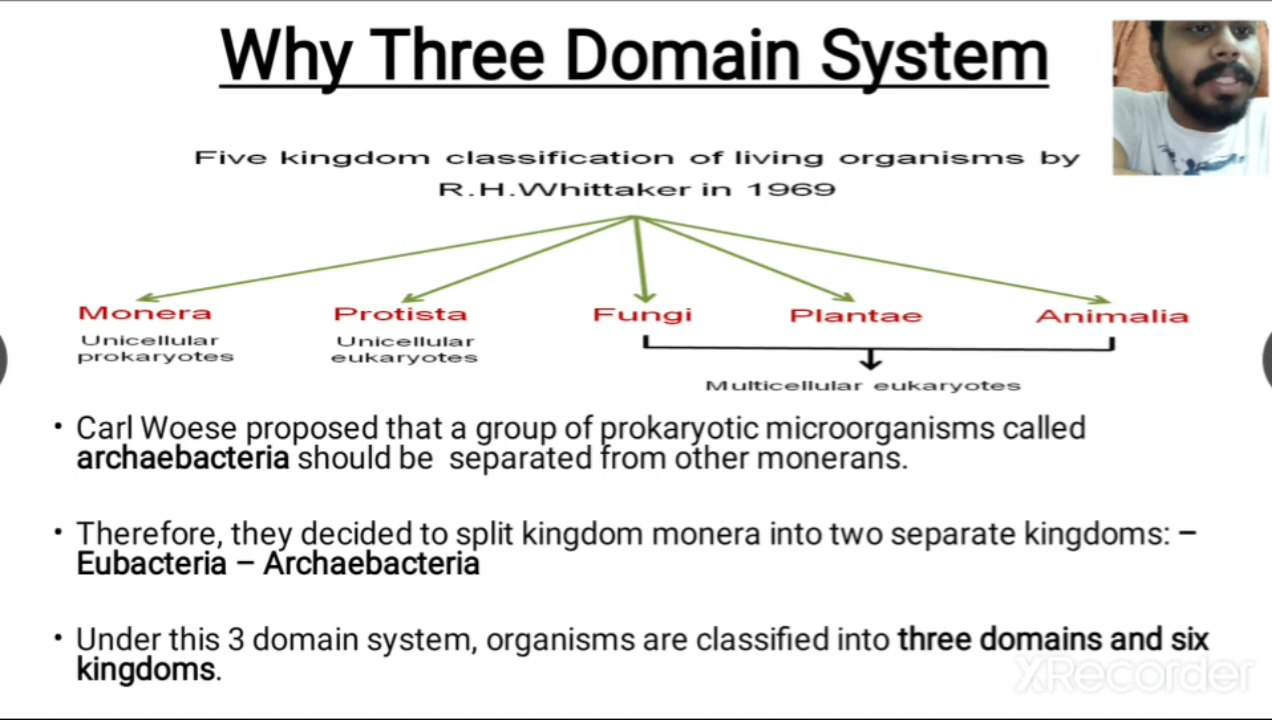 Why Three Domain System
Five kingdom classification of living organisms by
R.H.Whittaker in 1969
Monera
Protista
Fungi
Plantae
Animalia
Unicellular
prokaryotes
Unicellular
eukaryotes
Multicellular eukaryotes
• Carl Woese proposed that a group of prokaryotic microorganisms called
archaebacteria should be separated from other monerans.
• Therefore, they decided to split kingdom monera into two separate kingdoms: –
Eubacteria – Archaebacteria
• Under this 3 domain system, organisms are classified into three domains and six
kingdoms.
XRecorder